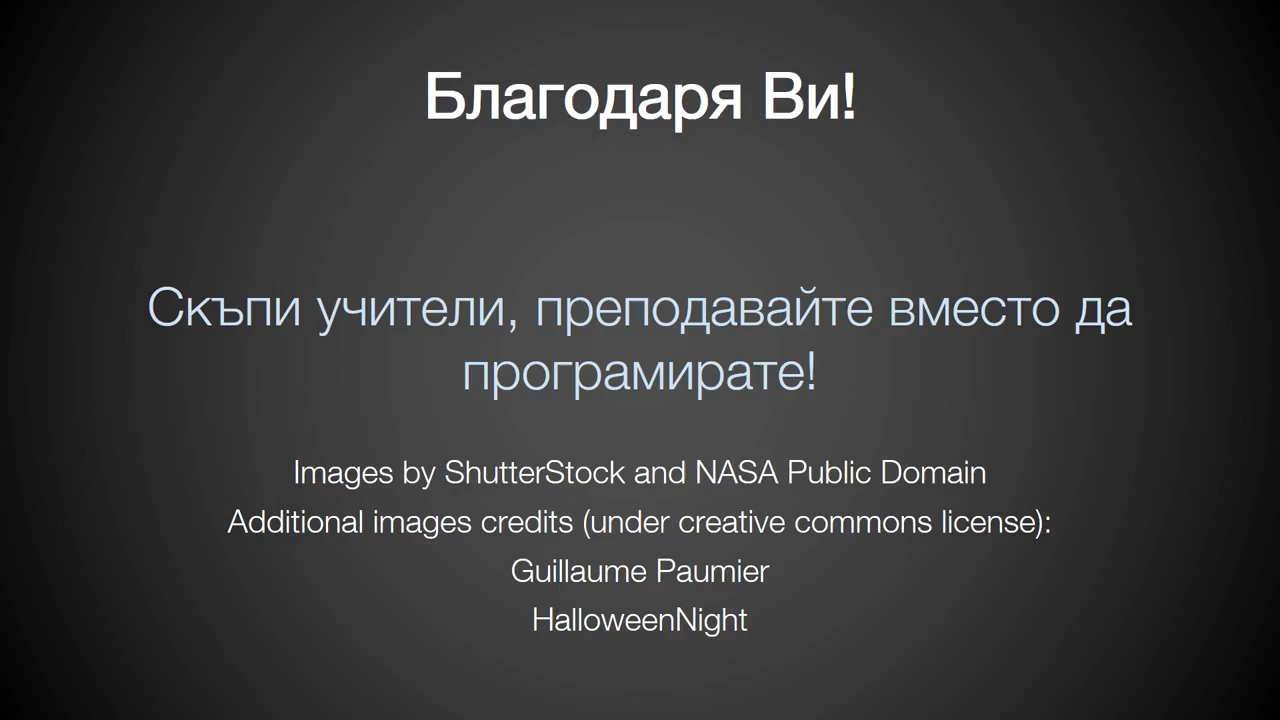 Благодаря Ви!
Скъпи учители, преподавайте вместо да
програмирате!
Images by ShutterStock and NASA Public Domain
Additional images credits (under creative commons license):
Guillaume Paumier
HalloweenNight